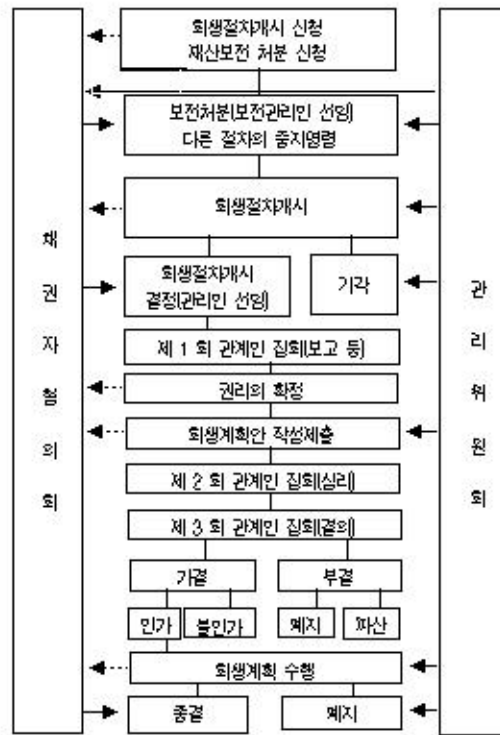 회생절차개시 신청
재산보전 처분 신청
보전처분(보전관리인 선임)
다른 절차의 중지명령
회생절차개시
회생절차개시
결정(관리인 선임)
기각
제 1 회 관계인 집회(보고 등)
권리의 확정
회생계획안 작성제출
제 2 회 관계인 집회(심리)
제 3 회 관계인 집회(결의)
가결
부결
인가
불인가
폐지
파산
회생계획 수행
종결
폐지
채
권
자
협
의
회
관
리
위
원
회